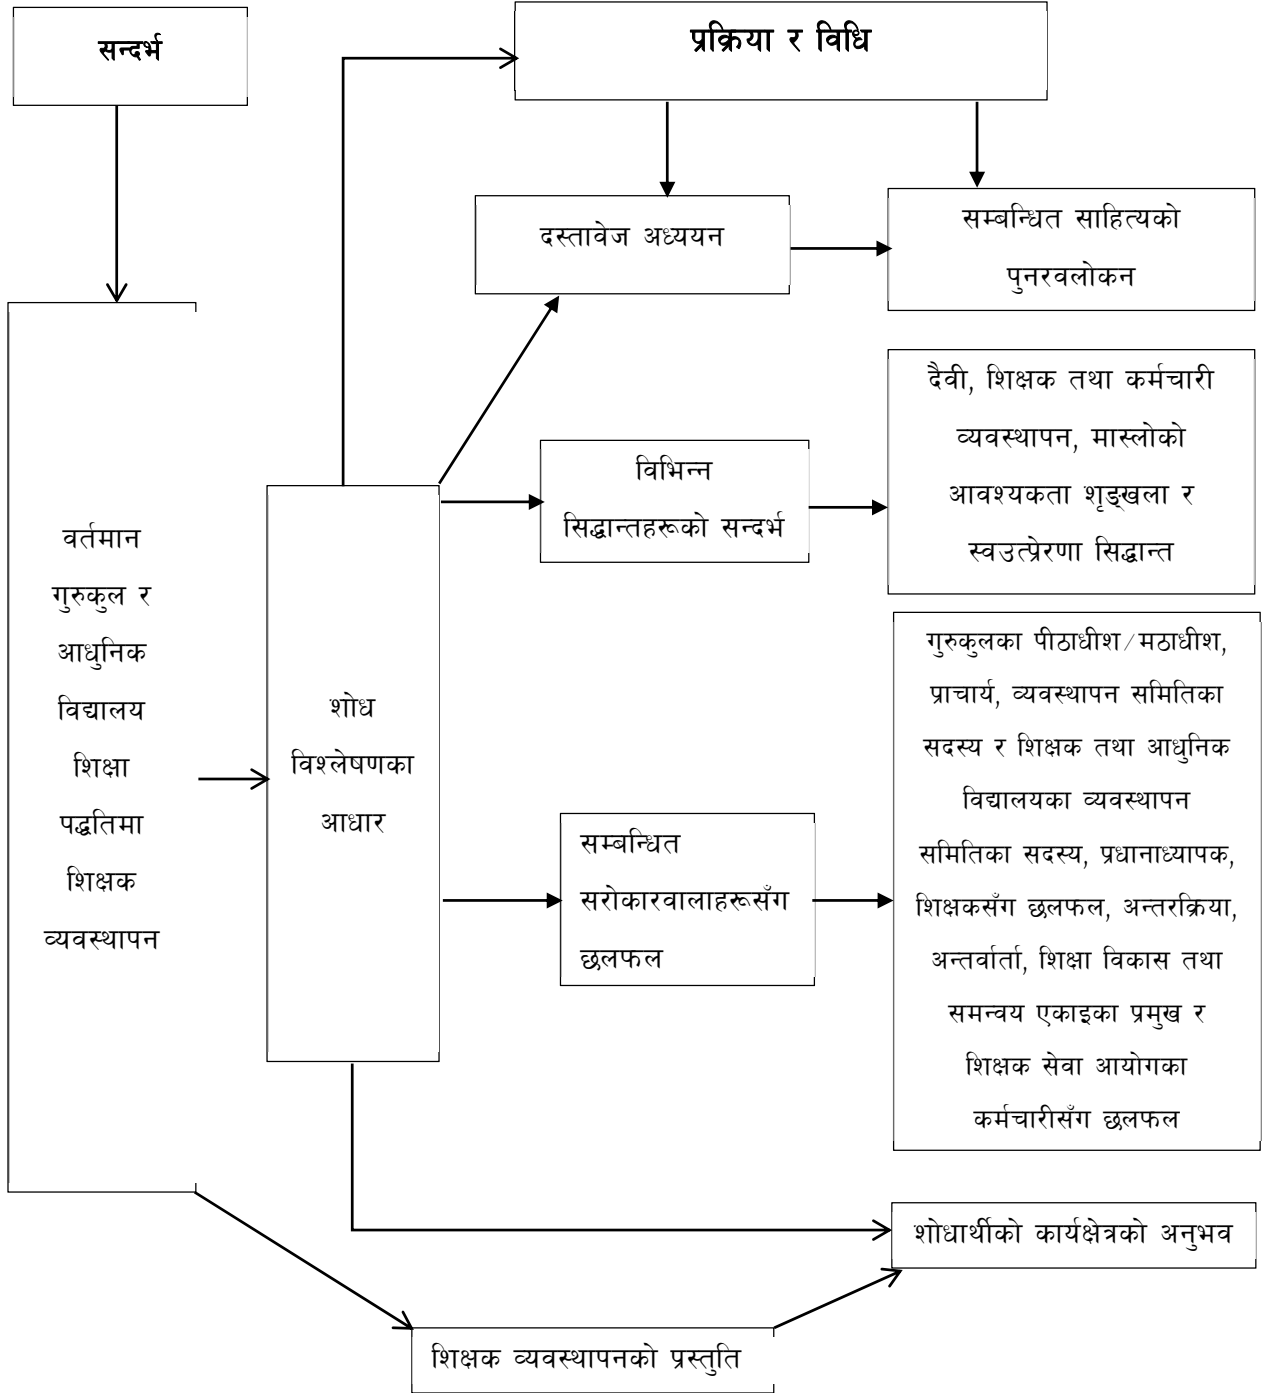 सन्दर्भ
प्रक्रिया र विधि
दस्तावेज अध्ययन
सम्बन्धित साहित्यको
पुनरवलोकन
दैवी, शिक्षक तथा कर्मचारी
व्यवस्थापन, मास्लोको
आवश्यकता शृङ्खला र
स्वउत्प्रेरणा सिद्धान्त
विभिन्न
सिद्धान्तहरूको सन्दर्भ
वर्तमान
गुरुकुल र
आधुनिक
विद्यालय
शिक्षा
पद्धतिमा
शिक्षक
व्यवस्थापन
शोध
विश्लेषणका
आधार
सम्बन्धित
सरोकारवालाहरूसँग
छलफल
गुरुकुलका पीठाधीश/मठाधीश,
प्राचार्य, व्यवस्थापन समितिका
सदस्य र शिक्षक तथा आधुनिक
विद्यालयका व्यवस्थापन
समितिका सदस्य, प्रधानाध्यापक,
शिक्षकसँग छलफल, अन्तरक्रिया,
अन्तर्वार्ता, शिक्षा विकास तथा
समन्वय एकाइका प्रमुख र
शिक्षक सेवा आयोगका
कर्मचारीसँग छलफल
शोधार्थीको कार्यक्षेत्रको अनुभव
शिक्षक व्यवस्थापनको प्रस्तुति